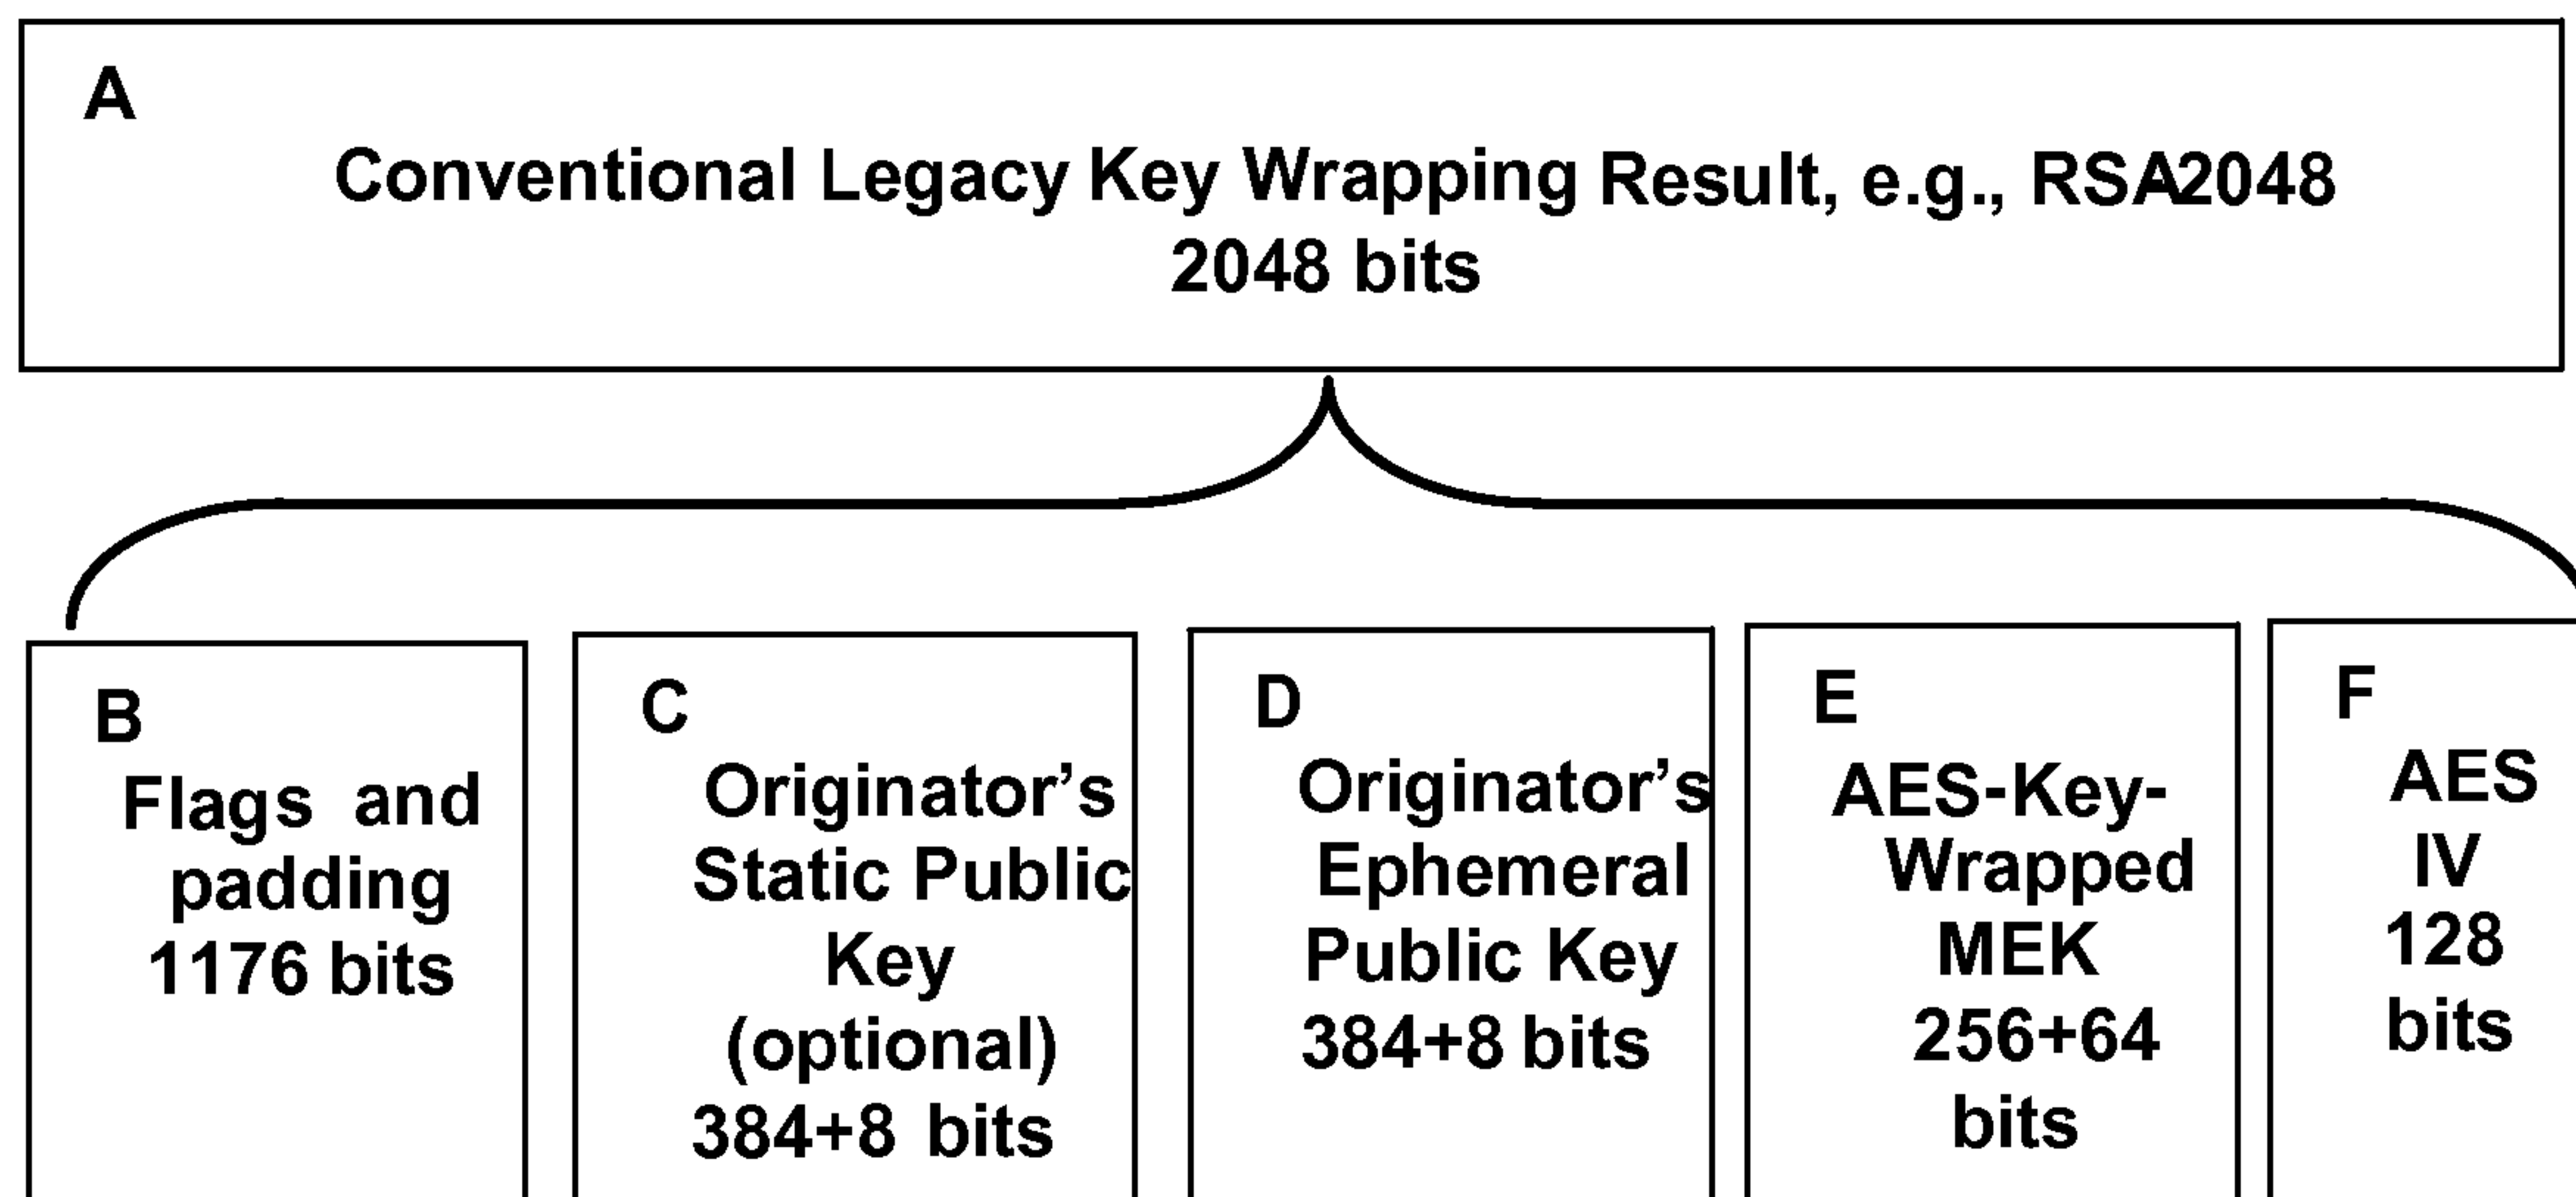 A
Conventional Legacy Key Wrapping Result, e.g., RSA2048
2048 bits
B
Flags and
padding
1176 bits
C
Originator’s
Static Public
Key
(optional)
384+8 bits
D
Originator’s
Ephemeral
Public Key
384+8 bits
E
AES-Key-
Wrapped
MEK
256+64
bits
F
AES
IV
128
bits